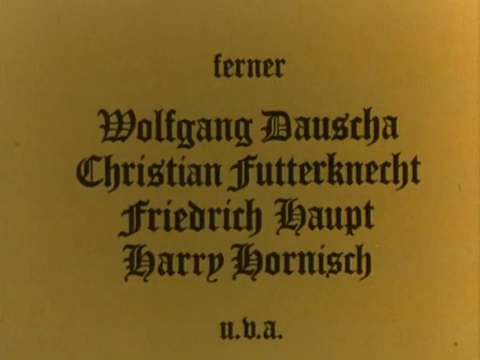 ferner
Wolfgang Dauscha
Christian Futterknecht
Friedrich Haupt
Harry Hornisch
u.v.a.